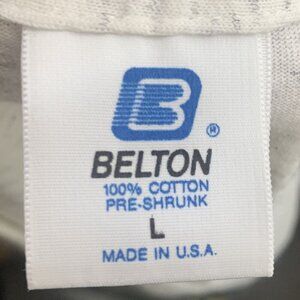 B
®
BELTON
100% COTTON
PRE-SHRUNK
L
MADE IN U.S.A.